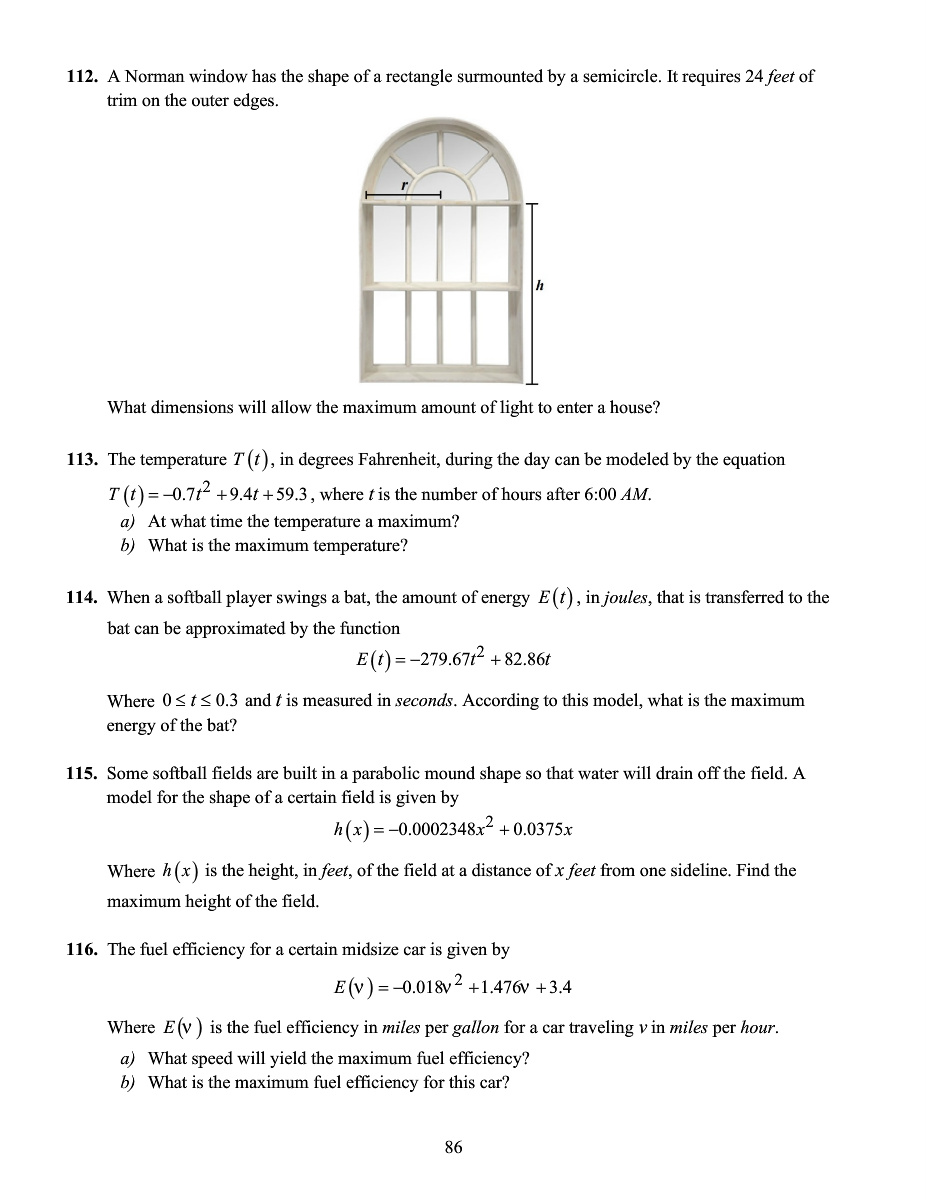 112. A Norman window has the shape of a rectangle surmounted by a semicircle. It requires 24 feet of
trim on the outer edges.
r
h
What dimensions will allow the maximum amount of light to enter a house?
113. The temperature T(t), in degrees Fahrenheit, during the day can be modeled by the equation
T(t) = –0.7t² + 9.4t + 59.3, where t is the number of hours after 6:00 AM.
a) At what time the temperature a maximum?
b) What is the maximum temperature?
114. When a softball player swings a bat, the amount of energy E(t), in joules, that is transferred to the
bat can be approximated by the function
E(t) = –279.67t² + 82.86t
Where 0 ≤ t ≤ 0.3 and t is measured in seconds. According to this model, what is the maximum
energy of the bat?
115. Some softball fields are built in a parabolic mound shape so that water will drain off the field. A
model for the shape of a certain field is given by
h(x) = –0.0002348x² + 0.0375x
Where h(x) is the height, in feet, of the field at a distance of x feet from one sideline. Find the
maximum height of the field.
116. The fuel efficiency for a certain midsize car is given by
E(v) = –0.018v² + 1.476v + 3.4
Where E(v) is the fuel efficiency in miles per gallon for a car traveling v in miles per hour.
a) What speed will yield the maximum fuel efficiency?
b) What is the maximum fuel efficiency for this car?
86